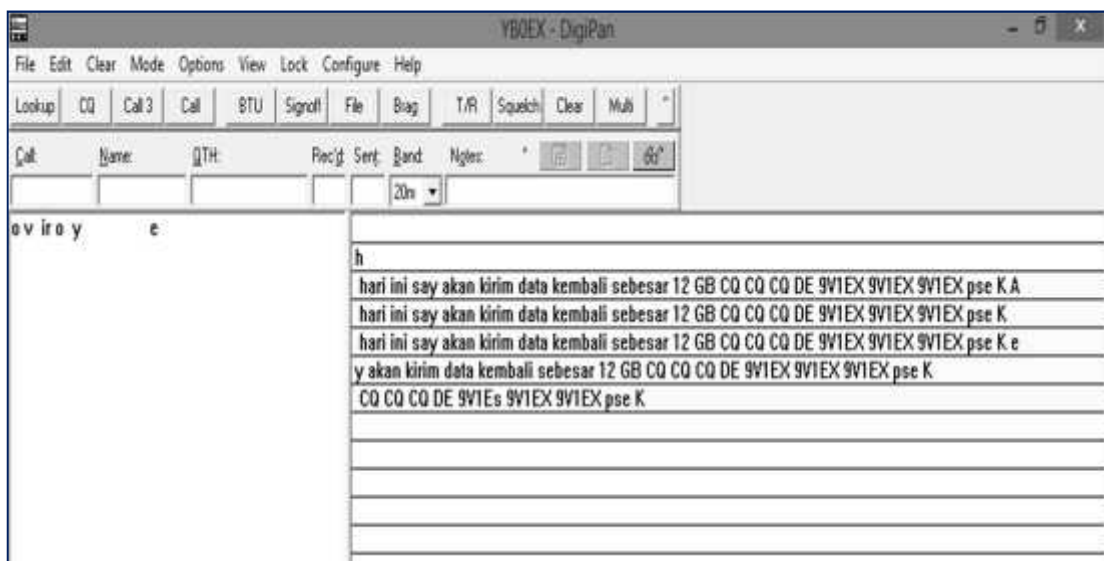 YB0EX - DigiPan
File Edit Clear Mode Options View Lock Configure Help
Lookup CQ Call 3 Call BTU Signoff File Brag T/R Squelch Clear Multi
Call: Name: QTH: Rec'd: Sent: Band: Notes:
20m
o v ir o y e
h
hari ini say akan kirim data kembali sebesar 12 GB CQ CQ CQ DE 9V1EX 9V1EX 9V1EX pse K A
hari ini say akan kirim data kembali sebesar 12 GB CQ CQ CQ DE 9V1EX 9V1EX 9V1EX pse K
hari ini say akan kirim data kembali sebesar 12 GB CQ CQ CQ DE 9V1EX 9V1EX 9V1EX pse K e
y akan kirim data kembali sebesar 12 GB CQ CQ CQ DE 9V1EX 9V1EX 9V1EX pse K
CQ CQ CQ DE 9V1Es 9V1EX 9V1EX pse K